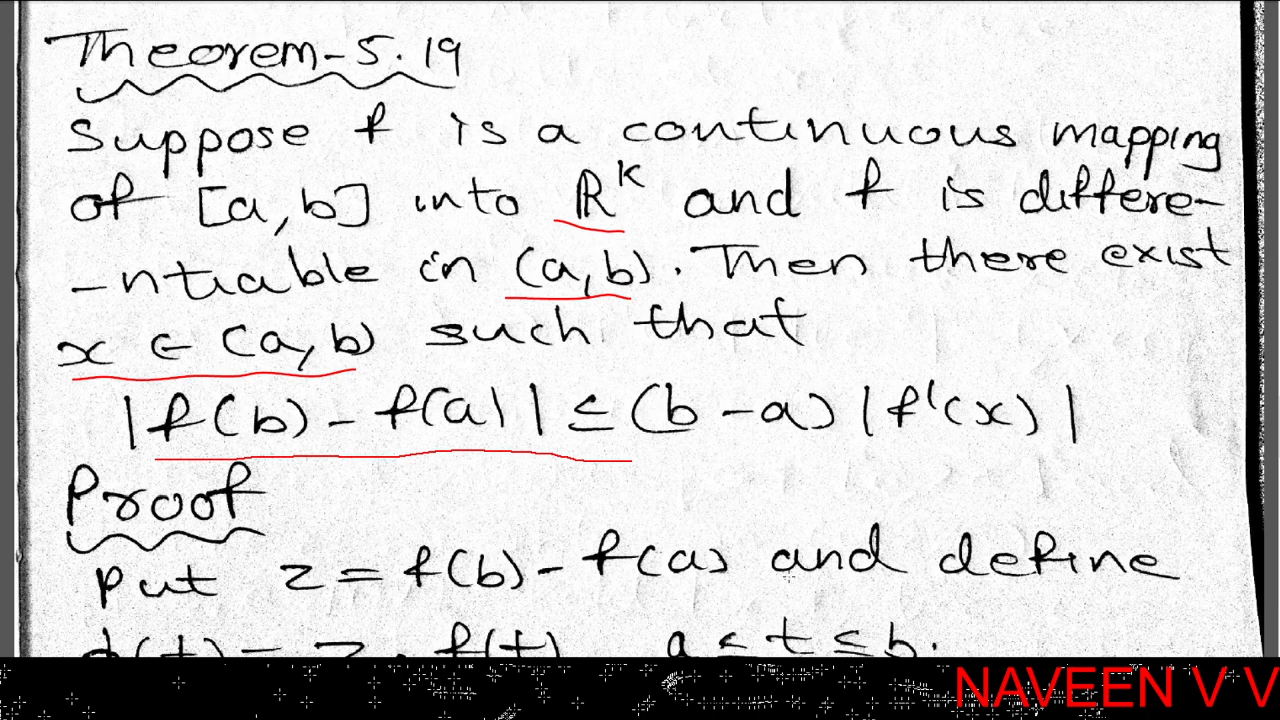 Theorem-5.19
Suppose f is a continuous mapping
of [a,b] into ℝᵏ and f is differe-
-ntiable in (a,b). Then there exist
x ∈ (a,b) such that
|f(b) - f(a)| ≤ (b-a) |f'(x)|
Proof
Put z = f(b) - f(a) and define
ϕ(t) = z . f(t) a ≤ t ≤ b.
NAVEEN V V